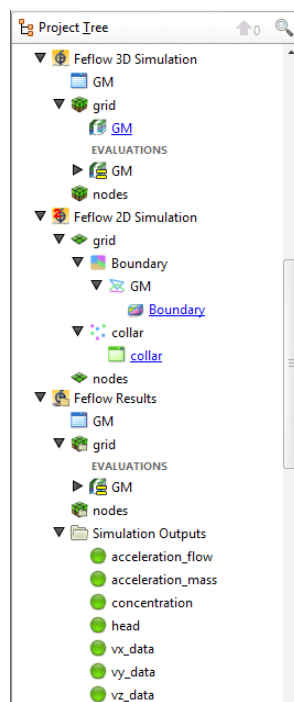 Project Tree
0
Feflow 3D Simulation
GM
grid
GM
EVALUATIONS
GM
nodes
Feflow 2D Simulation
grid
Boundary
GM
Boundary
collar
collar
nodes
Feflow Results
GM
grid
EVALUATIONS
GM
nodes
Simulation Outputs
acceleration_flow
acceleration_mass
concentration
head
vx_data
vy_data
vz_data